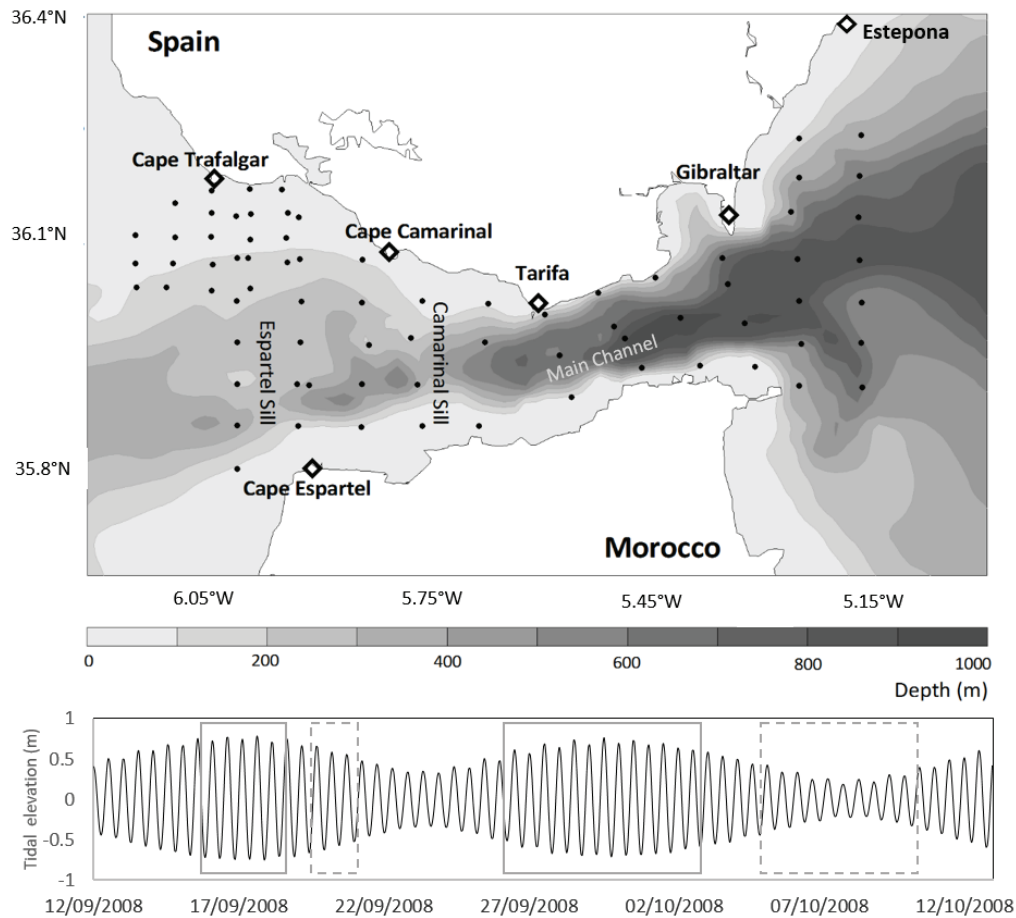 36.4°N
Spain
Estepona
Cape Trafalgar
Gibraltar
36.1°N
Cape Camarinal
Tarifa
Espartel Sill
Camarinal Sill
Main Channel
35.8°N
Cape Espartel
Morocco
6.05°W 5.75°W 5.45°W 5.15°W
0 200 400 600 800 1000
Depth (m)
Tidal elevation (m)
1
0.5
0
-0.5
-1
12/09/2008 17/09/2008 22/09/2008 27/09/2008 02/10/2008 07/10/2008 12/10/2008